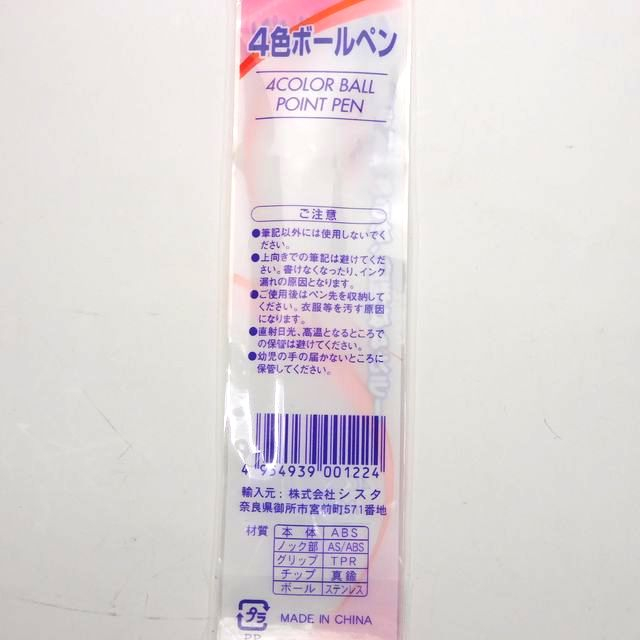 4色ボールペン
4COLOR BALL
POINT PEN
ご注意
●筆記以外には使用しないでく
ださい。
●上向きでの筆記は避けてくだ
さい。書けなくなったり、インク
漏れの原因となります。
●ご使用後はペン先を収納して
ください。衣服等を汚す原因
になります。
●直射日光、高温となるところで
の保管は避けてください。
●幼児の手の届かないところに
保管してください。
4 954939 001224
輸入元：株式会社シスタ
奈良県御所市宮前町571番地
材質 本体 ABS
ノック部 AS/ABS
グリップ TPR
チップ 真鍮
ボール ステンレス
プラ MADE IN CHINA
PP